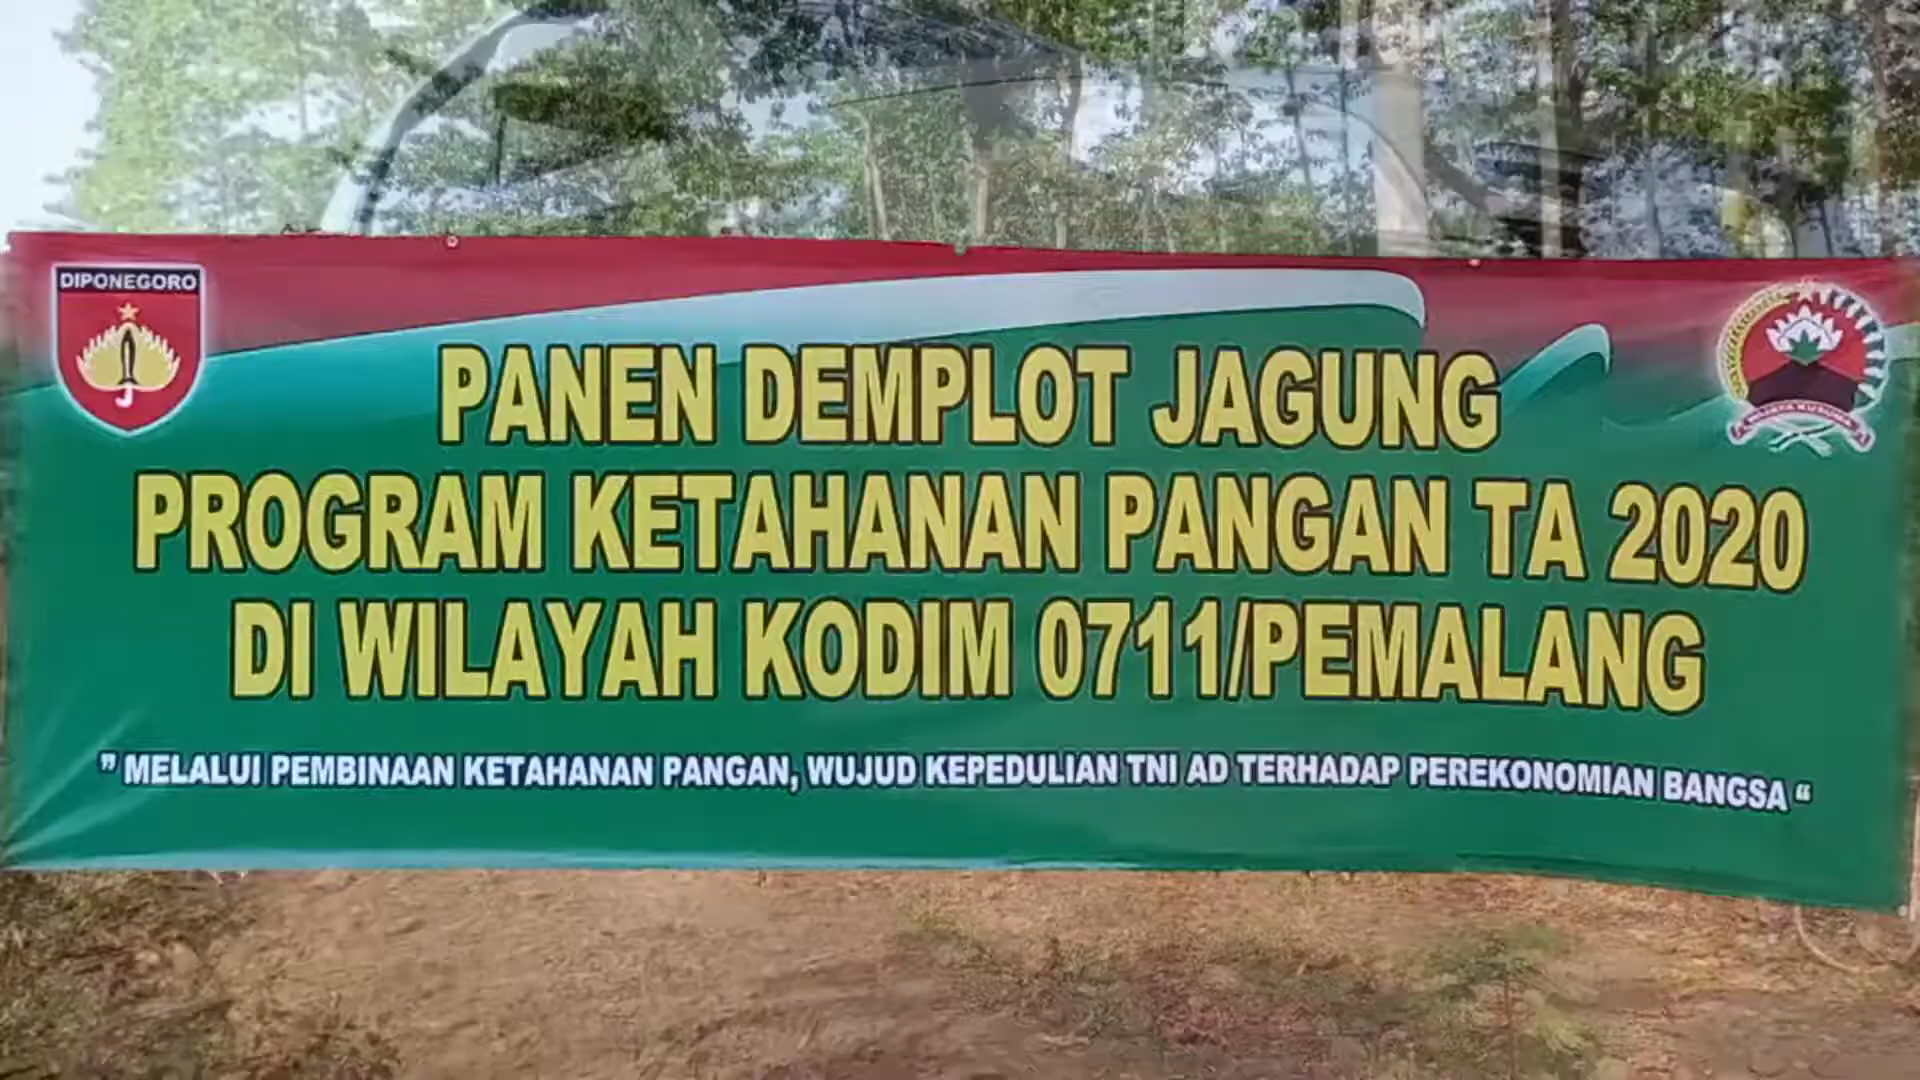 DIPONEGORO
PANEN DEMPLOT JAGUNG
PROGRAM KETAHANAN PANGAN TA 2020
DI WILAYAH KODIM 0711/PEMALANG
" MELALUI PEMBINAAN KETAHANAN PANGAN, WUJUD KEPEDULIAN TNI AD TERHADAP PEREKONOMIAN BANGSA "